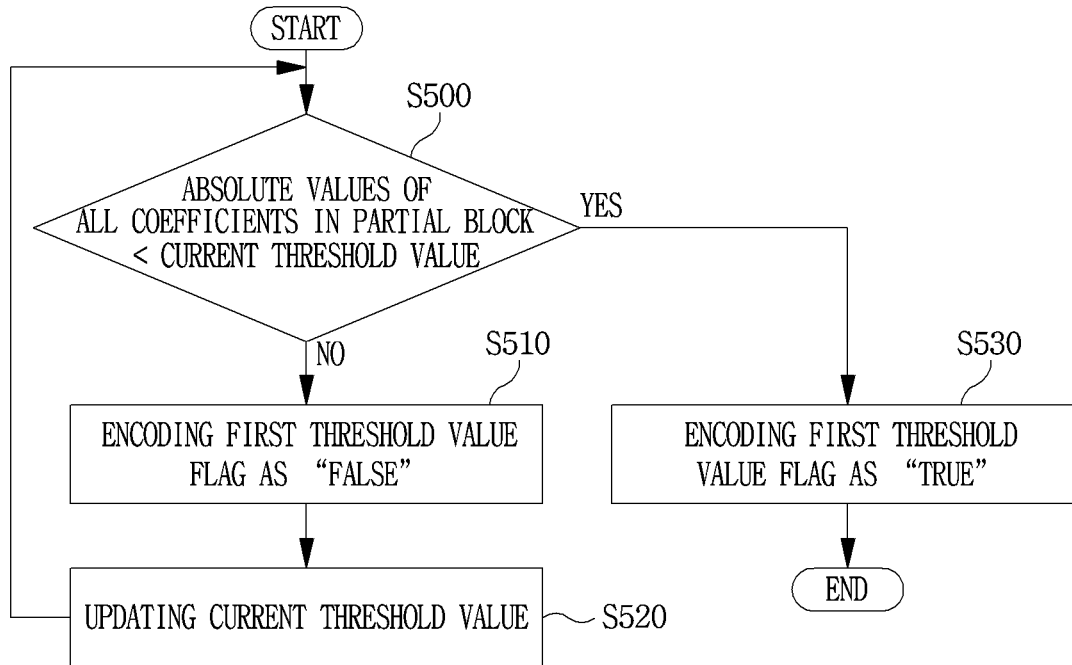 START
S500
ABSOLUTE VALUES OF
ALL COEFFICIENTS IN PARTIAL BLOCK
< CURRENT THRESHOLD VALUE
YES
NO
S510
S530
ENCODING FIRST THRESHOLD VALUE
FLAG AS “FALSE”
ENCODING FIRST THRESHOLD
VALUE FLAG AS “TRUE”
END
UPDATING CURRENT THRESHOLD VALUE
S520